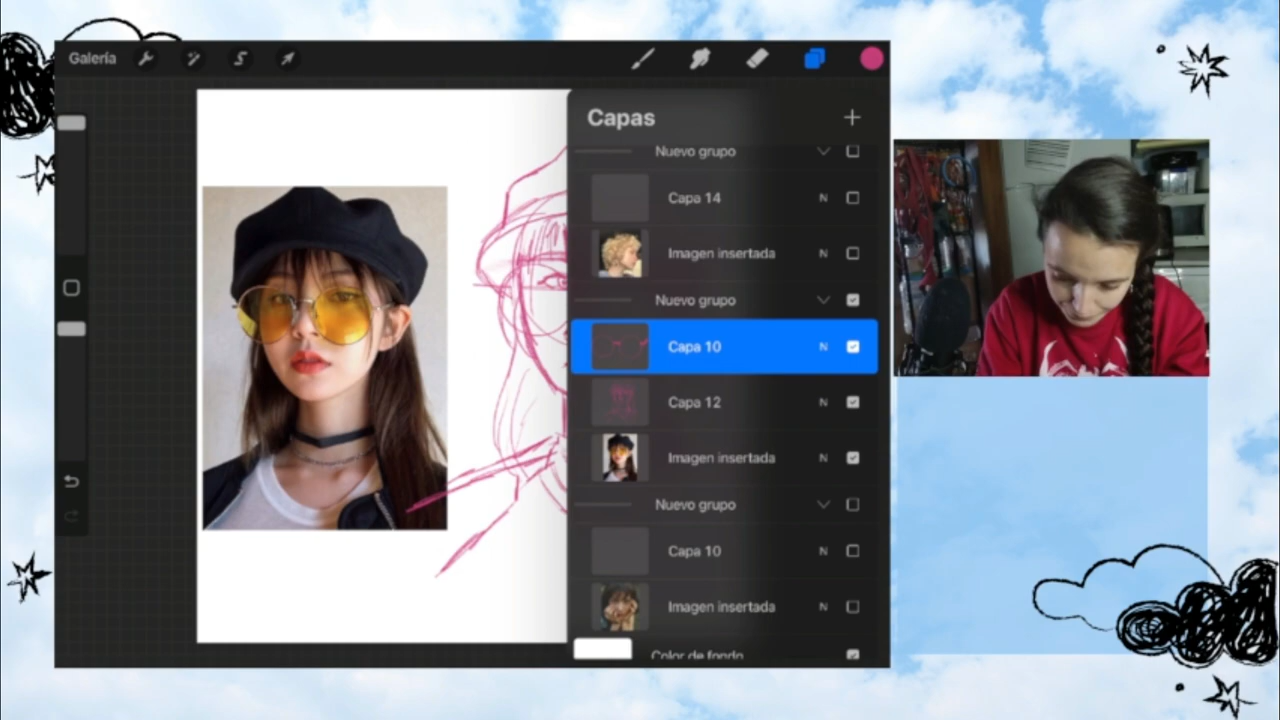 Galería
Capas
Nuevo grupo
Capa 14 N
Imagen insertada N
Nuevo grupo
Capa 10 N
Capa 12 N
Imagen insertada N
Nuevo grupo
Capa 10 N
Imagen insertada N
Color de fondo